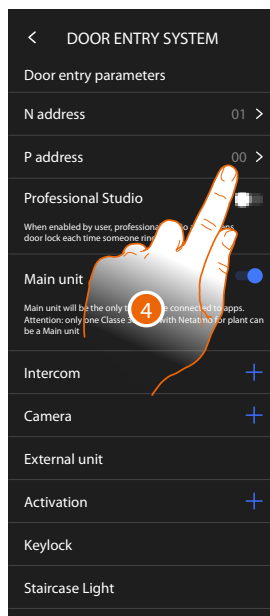 DOOR ENTRY SYSTEM
Door entry parameters
N address 01
P address 00
Professional Studio
When enabled by user, professional
door lock each time someone
Main unit
Main unit will be the only connected to apps.
Attention: only one Classe with Netatmo for plant can
be a Main unit
4
Intercom
Camera
External unit
Activation
Keylock
Staircase Light